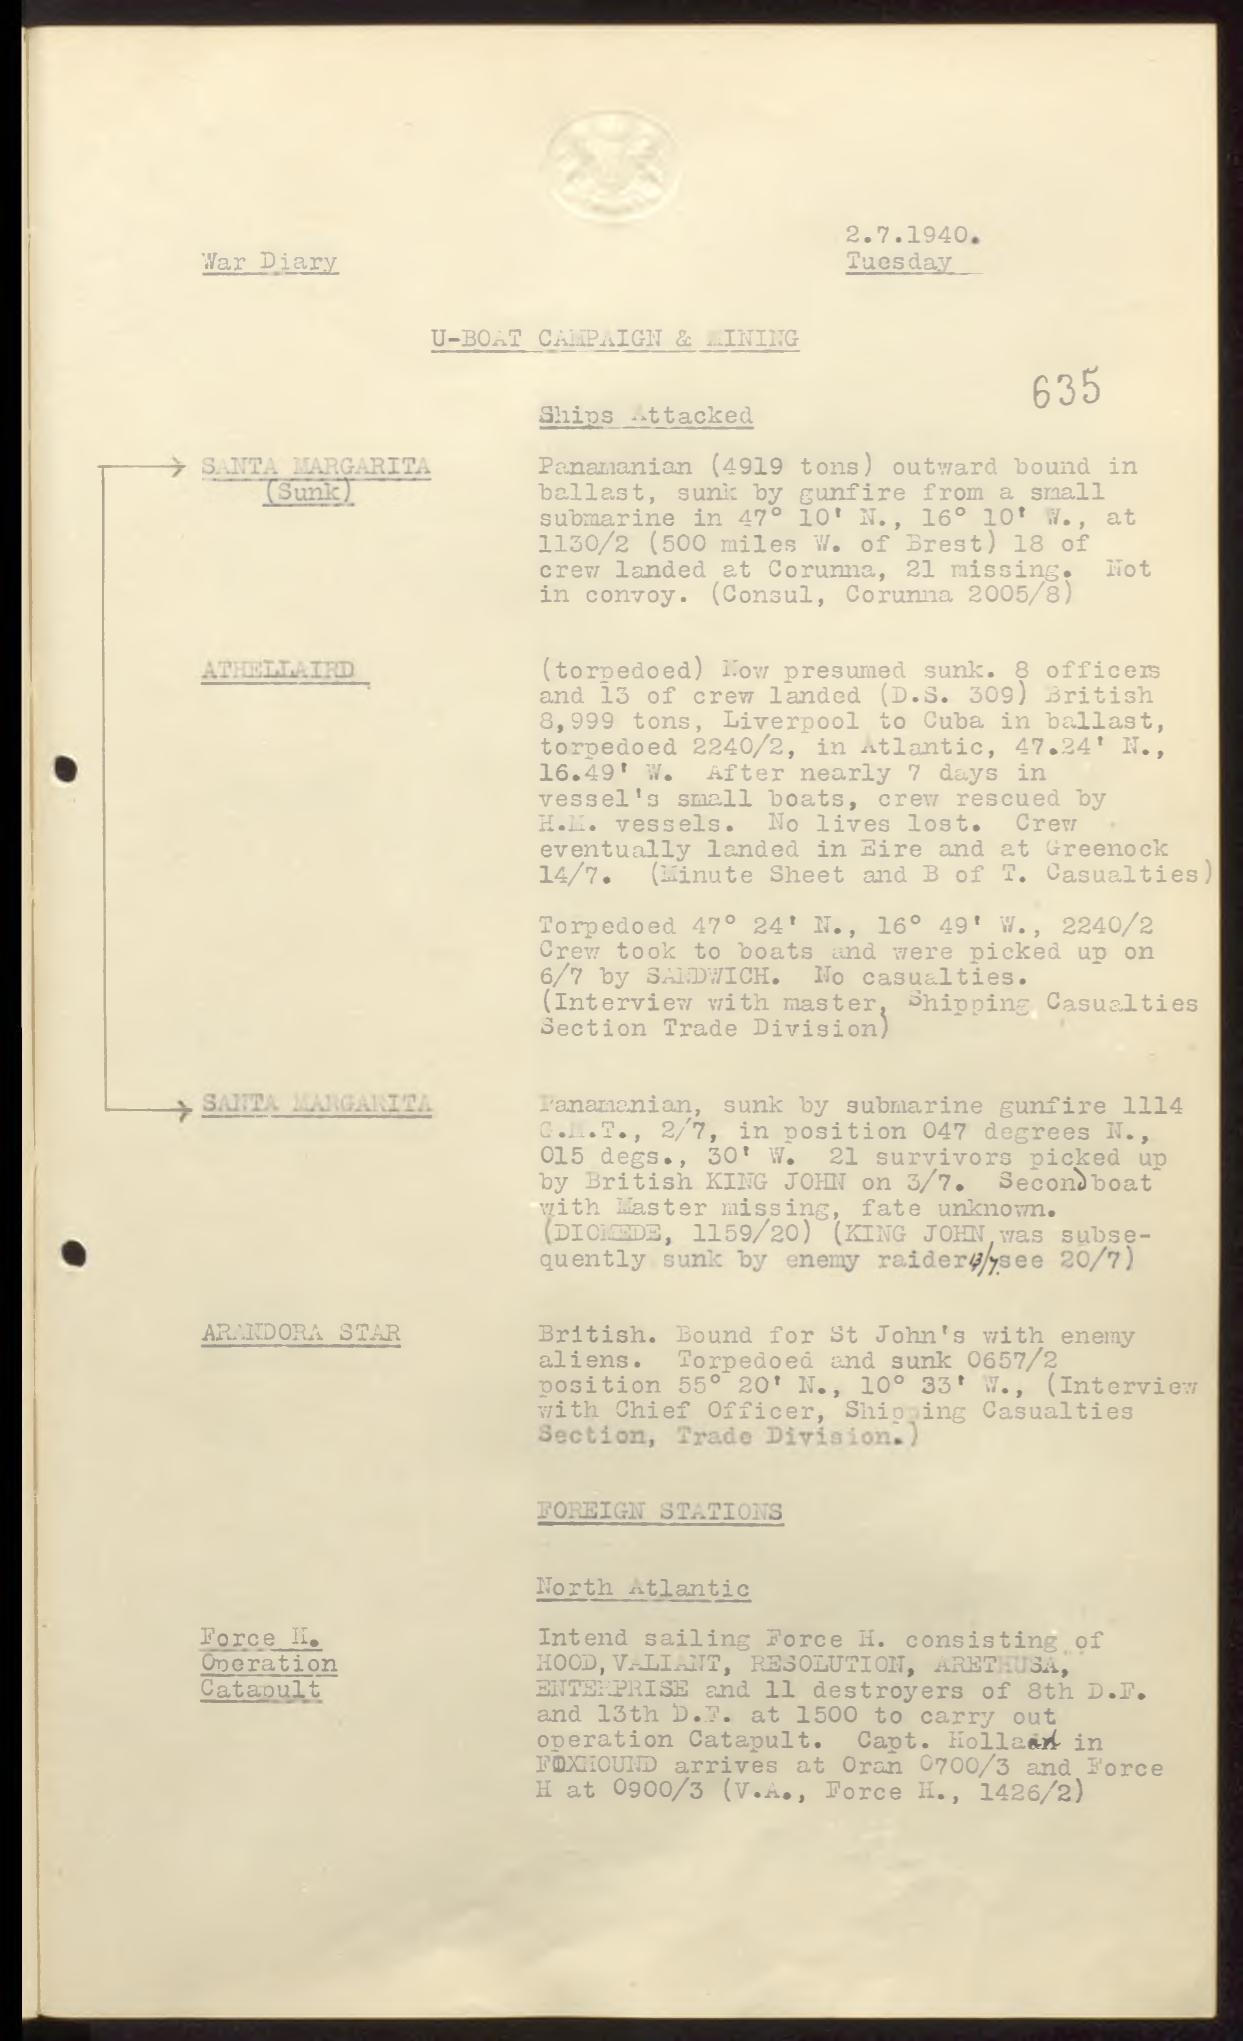 2.7.1940.
War Diary
Tuesday
U-BOAT CAMPAIGN & MINING
635
Ships Attacked
SANTA MARGARITA
(Sunk)
Panamanian (4919 tons) outward bound in
ballast, sunk by gunfire from a small
submarine in 47° 10' N., 16° 10' W., at
1130/2 (500 miles W. of Brest) 18 of
crew landed at Corunna, 21 missing. Not
in convoy. (Consul, Corunna 2005/8)
ATHELLAIRD
(torpedoed) Now presumed sunk. 8 officers
and 13 of crew landed (D.S. 309) British
8,999 tons, Liverpool to Cuba in ballast,
torpedoed 2240/2, in Atlantic, 47.24' N.,
16.49' W. After nearly 7 days in
vessel's small boats, crew rescued by
H.M. vessels. No lives lost. Crew
eventually landed in Eire and at Greenock
14/7. (Minute Sheet and B of T. Casualties)
Torpedoed 47° 24' N., 16° 49' W., 2240/2
Crew took to boats and were picked up on
6/7 by SANDWICH. No casualties.
(Interview with master, Shipping Casualties
Section Trade Division)
SANTA MARGARITA
Panamanian, sunk by submarine gunfire 1114
G.M.T., 2/7, in position 047 degrees N.,
015 degs., 30' W. 21 survivors picked up
by British KING JOHN on 3/7. Second boat
with Master missing, fate unknown.
(DIOMEDE, 1159/20) (KING JOHN, was subse-
quently sunk by enemy raider 13/7. see 20/7)
ARANDORA STAR
British. Bound for St John's with enemy
aliens. Torpedoed and sunk 0657/2
position 55° 20' N., 10° 33' W., (Interview
with Chief Officer, Shipping Casualties
Section, Trade Division.)
FOREIGN STATIONS
North Atlantic
Force H.
Operation
Catapult
Intend sailing Force H. consisting of
HOOD, VALIANT, RESOLUTION, ARETHUSA,
ENTERPRISE and 11 destroyers of 8th D.F.
and 13th D.F. at 1500 to carry out
operation Catapult. Capt. Holland in
FOXHOUND arrives at Oran 0700/3 and Force
H at 0900/3 (V.A., Force H., 1426/2)